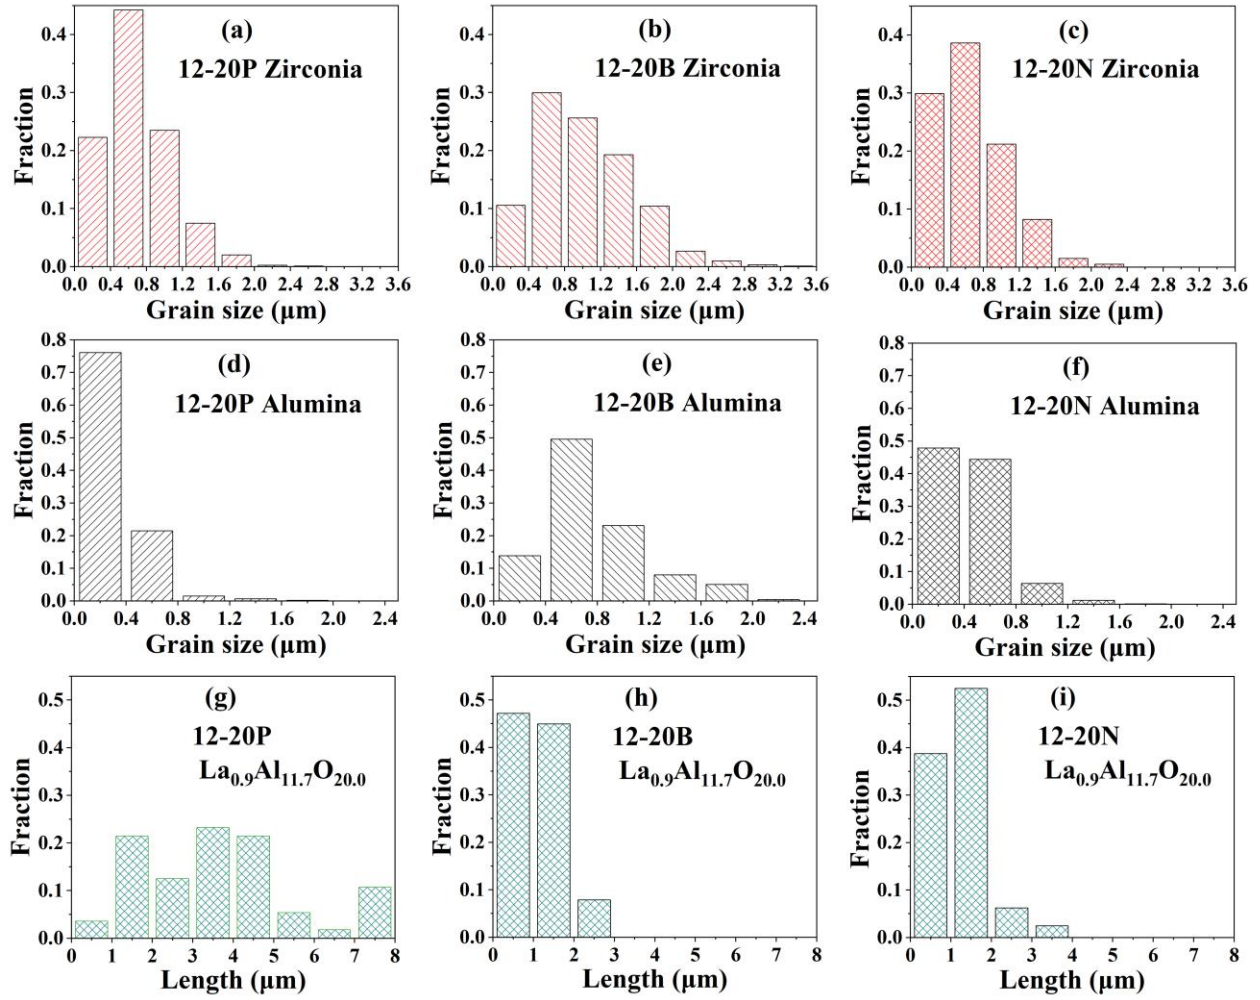 (a)
12-20P Zirconia
Fraction
0.4
0.3
0.2
0.1
0.0
0.0 0.4 0.8 1.2 1.6 2.0 2.4 2.8 3.2 3.6
Grain size (μm)
(b)
12-20B Zirconia
Fraction
0.4
0.3
0.2
0.1
0.0
0.0 0.4 0.8 1.2 1.6 2.0 2.4 2.8 3.2 3.6
Grain size (μm)
(c)
12-20N Zirconia
Fraction
0.4
0.3
0.2
0.1
0.0
0.0 0.4 0.8 1.2 1.6 2.0 2.4 2.8 3.2 3.6
Grain size (μm)
(d)
12-20P Alumina
Fraction
0.8
0.7
0.6
0.5
0.4
0.3
0.2
0.1
0.0
0.0 0.4 0.8 1.2 1.6 2.0 2.4
Grain size (μm)
(e)
12-20B Alumina
Fraction
0.8
0.7
0.6
0.5
0.4
0.3
0.2
0.1
0.0
0.0 0.4 0.8 1.2 1.6 2.0 2.4
Grain size (μm)
(f)
12-20N Alumina
Fraction
0.8
0.7
0.6
0.5
0.4
0.3
0.2
0.1
0.0
0.0 0.4 0.8 1.2 1.6 2.0 2.4
Grain size (μm)
(g)
12-20P
La₀.₉Al₁₁.₇O₂₀.₀
Fraction
0.5
0.4
0.3
0.2
0.1
0.0
0 1 2 3 4 5 6 7 8
Length (μm)
(h)
12-20B
La₀.₉Al₁₁.₇O₂₀.₀
Fraction
0.5
0.4
0.3
0.2
0.1
0.0
0 1 2 3 4 5 6 7 8
Length (μm)
(i)
12-20N
La₀.₉Al₁₁.₇O₂₀.₀
Fraction
0.5
0.4
0.3
0.2
0.1
0.0
0 1 2 3 4 5 6 7 8
Length (μm)